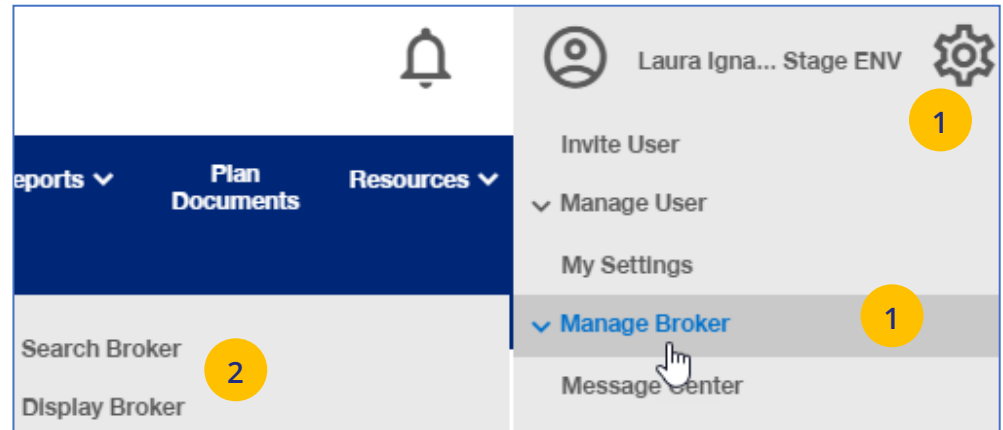 Laura Igna... Stage ENV
1
Invite User
eports
Plan
Documents
Resources
Manage User
My Settings
Manage Broker
1
Message Center
Search Broker
2
Display Broker